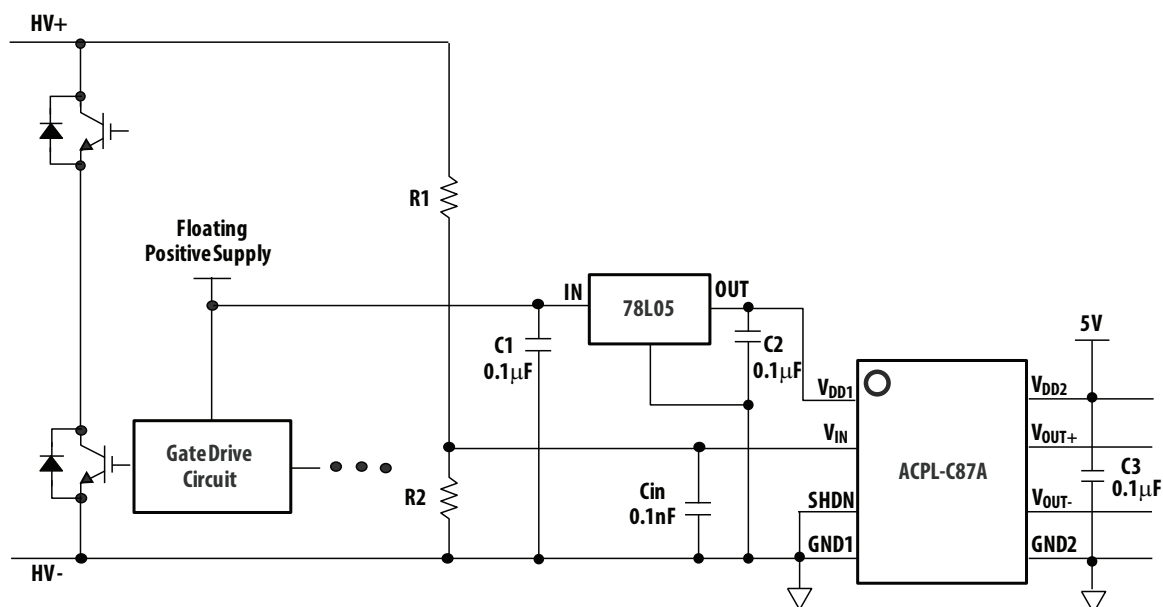 HV+
R1
Floating
Positive Supply
IN
78L05
OUT
C1
0.1µF
C2
0.1µF
5V
VDD1
VDD2
VIN
VOUT+
Gate Drive
Circuit
ACPL-C87A
R2
Cin
0.1nF
C3
0.1µF
SHDN
VOUT-
GND1
GND2
HV-